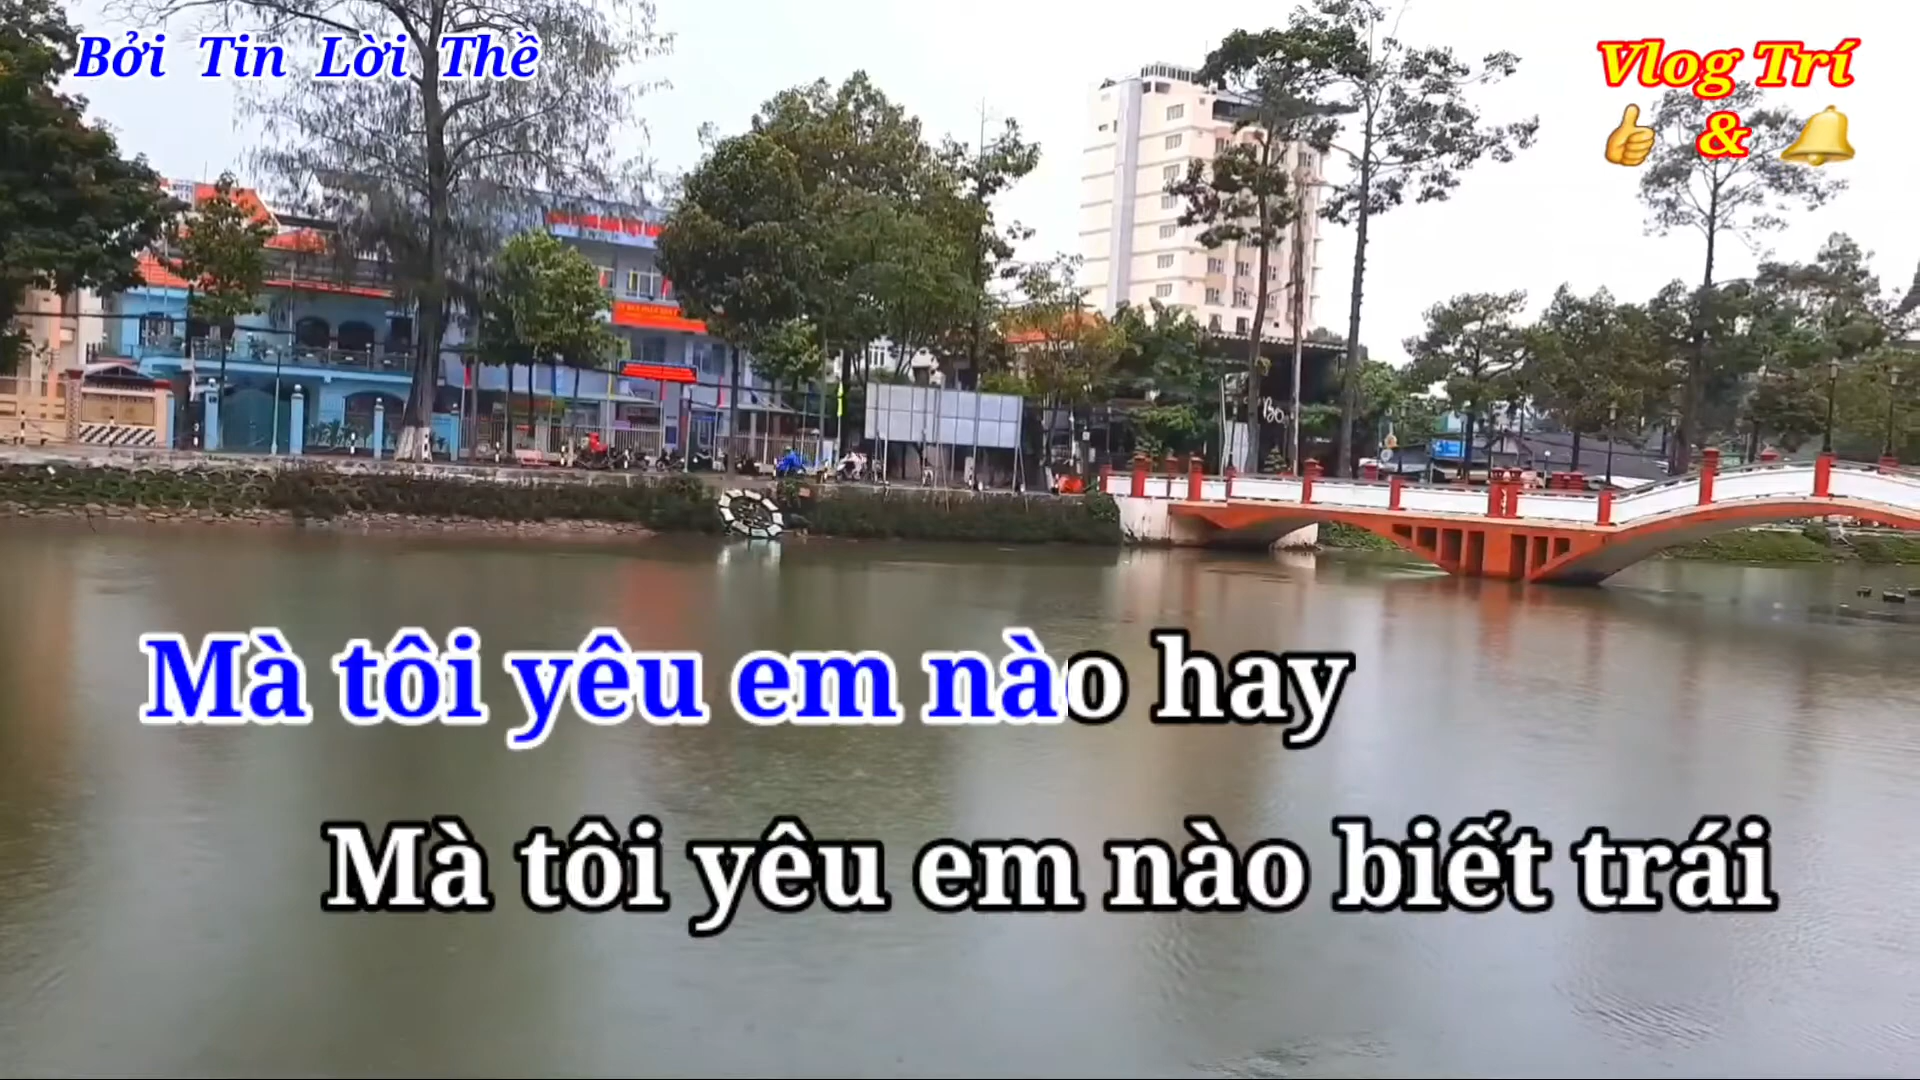 Bởi Tin Lời Thề
Vlog Trí
&
Mà tôi yêu em nào hay
Mà tôi yêu em nào biết trái